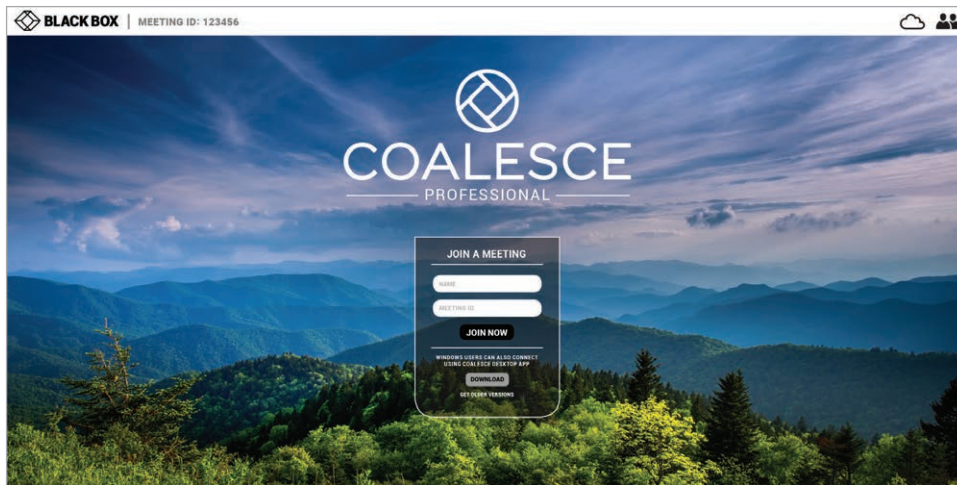 BLACK BOX | MEETING ID: 123456
COALESCE
PROFESSIONAL
JOIN A MEETING
NAME
MEETING ID
JOIN NOW
WINDOWS USERS CAN ALSO CONNECT
USING COALESCE DESKTOP APP
DOWNLOAD
GET OLDER VERSIONS